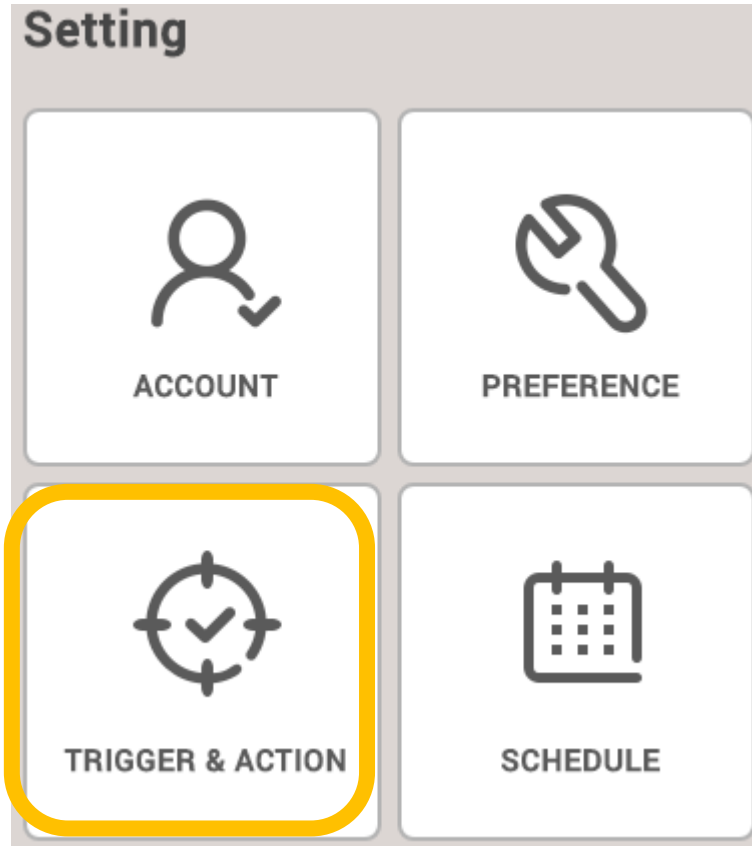 Setting
ACCOUNT
PREFERENCE
TRIGGER & ACTION
SCHEDULE